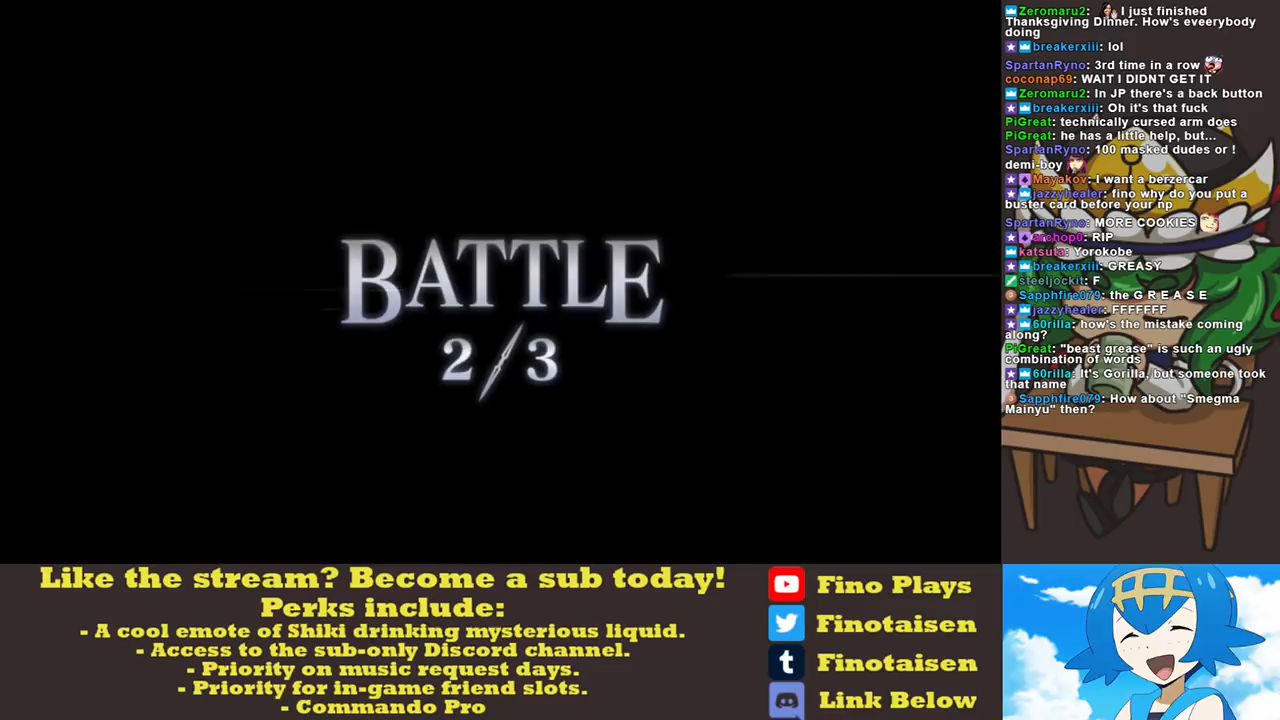 BATTLE
2/3
Zeromaru2: I just finished
Thanksgiving Dinner. How's eveerybody
doing
breakerxiii: lol
SpartanRyno: 3rd time in a row
coconap69: WAIT I DIDNT GET IT
Zeromaru2: In JP there's a back button
breakerxiii: Oh it's that fuck
PiGreat: technically cursed arm does
PiGreat: he has a little help, but...
SpartanRyno: 100 masked dudes or !
demi-boy
Mayakov: I want a berzercar
jazzyhealer: fino why do you put a
buster card before your np
SpartanRyno: MORE COOKIES
archop0: RIP
katsuta: Yorokobe
breakerxiii: GREASY
steeljockit: F
Sapphfire079: the G R E A S E
jazzyhealer: FFFFFFF
60rilla: how's the mistake coming
along?
PiGreat: "beast grease" is such an ugly
combination of words
60rilla: It's Gorilla, but someone took
that name
Sapphfire079: How about "Smegma
Mainyu" then?
Like the stream? Become a sub today!
Perks include:
- A cool emote of Shiki drinking mysterious liquid.
- Access to the sub-only Discord channel.
- Priority on music request days.
- Priority for in-game friend slots.
- Commando Pro
Fino Plays
Finotaisen
t Finotaisen
Link Below